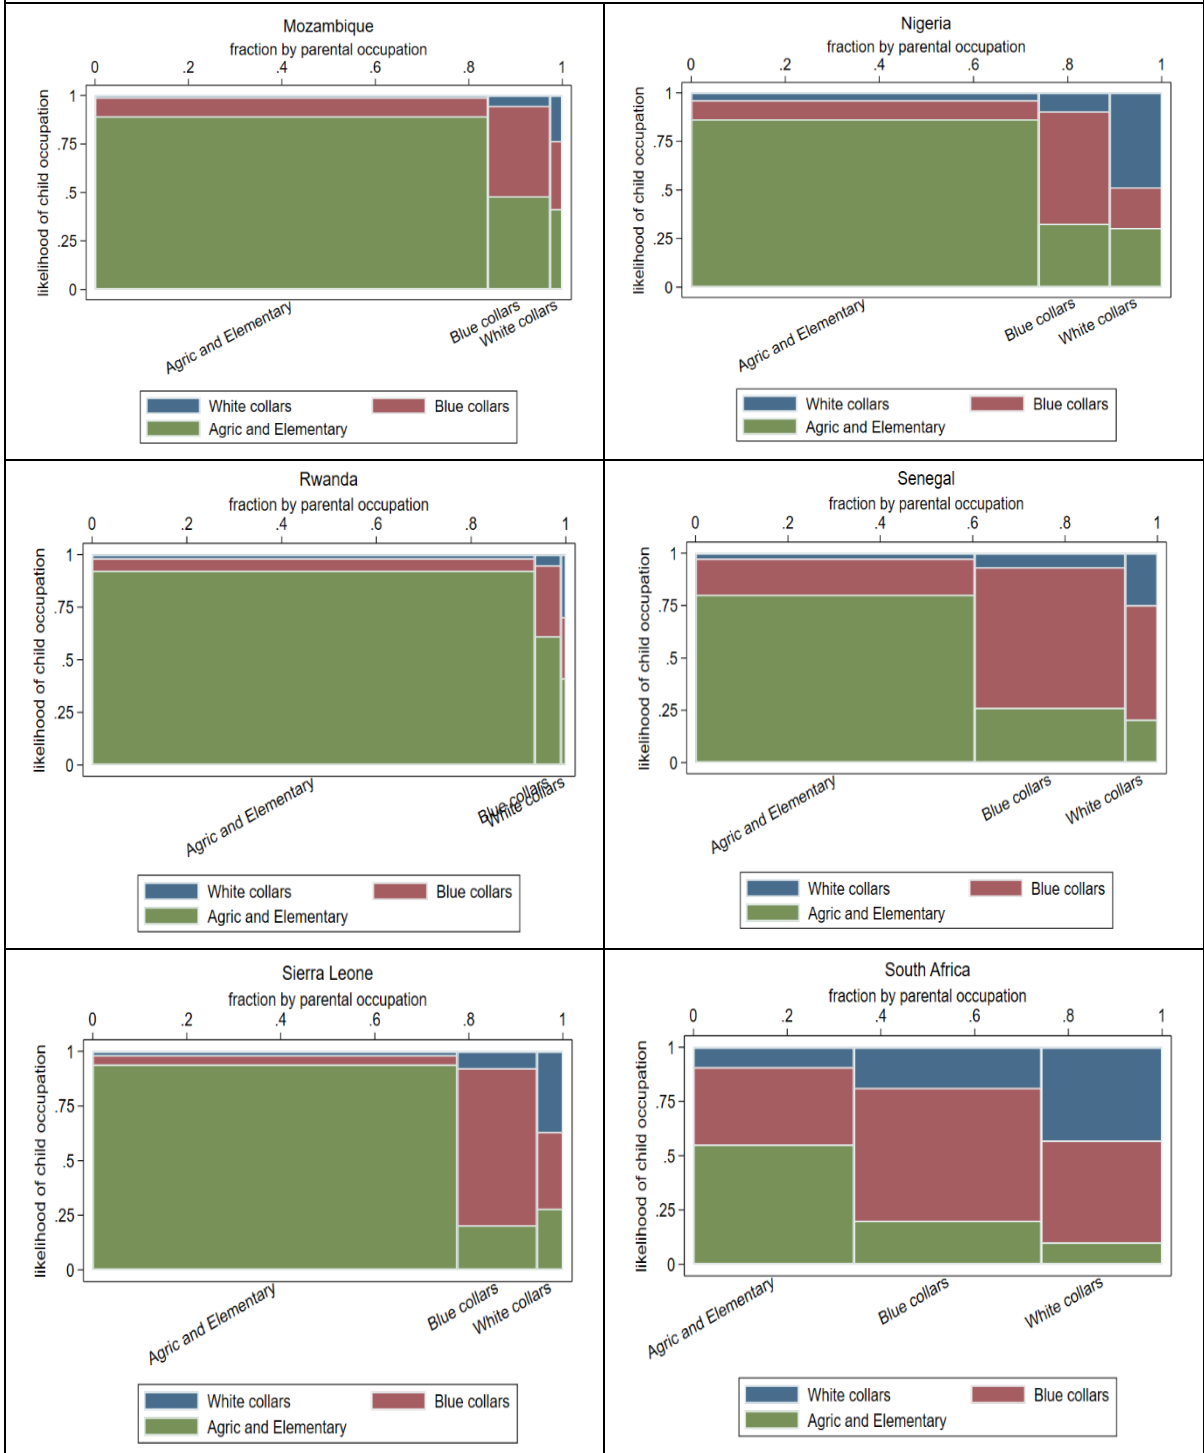 Mozambique
fraction by parental occupation
0 .2 .4 .6 .8 1
likelihood of child occupation
1
.75
.5
.25
0
Agric and Elementary
Blue collars
White collars
White collars Blue collars
Agric and Elementary
Nigeria
fraction by parental occupation
0 .2 .4 .6 .8 1
likelihood of child occupation
1
.75
.5
.25
0
Agric and Elementary
Blue collars
White collars
White collars Blue collars
Agric and Elementary
Rwanda
fraction by parental occupation
0 .2 .4 .6 .8 1
likelihood of child occupation
1
.75
.5
.25
0
Agric and Elementary
Blue collars
White collars
White collars Blue collars
Agric and Elementary
Senegal
fraction by parental occupation
0 .2 .4 .6 .8 1
likelihood of child occupation
1
.75
.5
.25
0
Agric and Elementary
Blue collars
White collars
White collars Blue collars
Agric and Elementary
Sierra Leone
fraction by parental occupation
0 .2 .4 .6 .8 1
likelihood of child occupation
1
.75
.5
.25
0
Agric and Elementary
Blue collars
White collars
White collars Blue collars
Agric and Elementary
South Africa
fraction by parental occupation
0 .2 .4 .6 .8 1
likelihood of child occupation
1
.75
.5
.25
0
Agric and Elementary
Blue collars
White collars
White collars Blue collars
Agric and Elementary